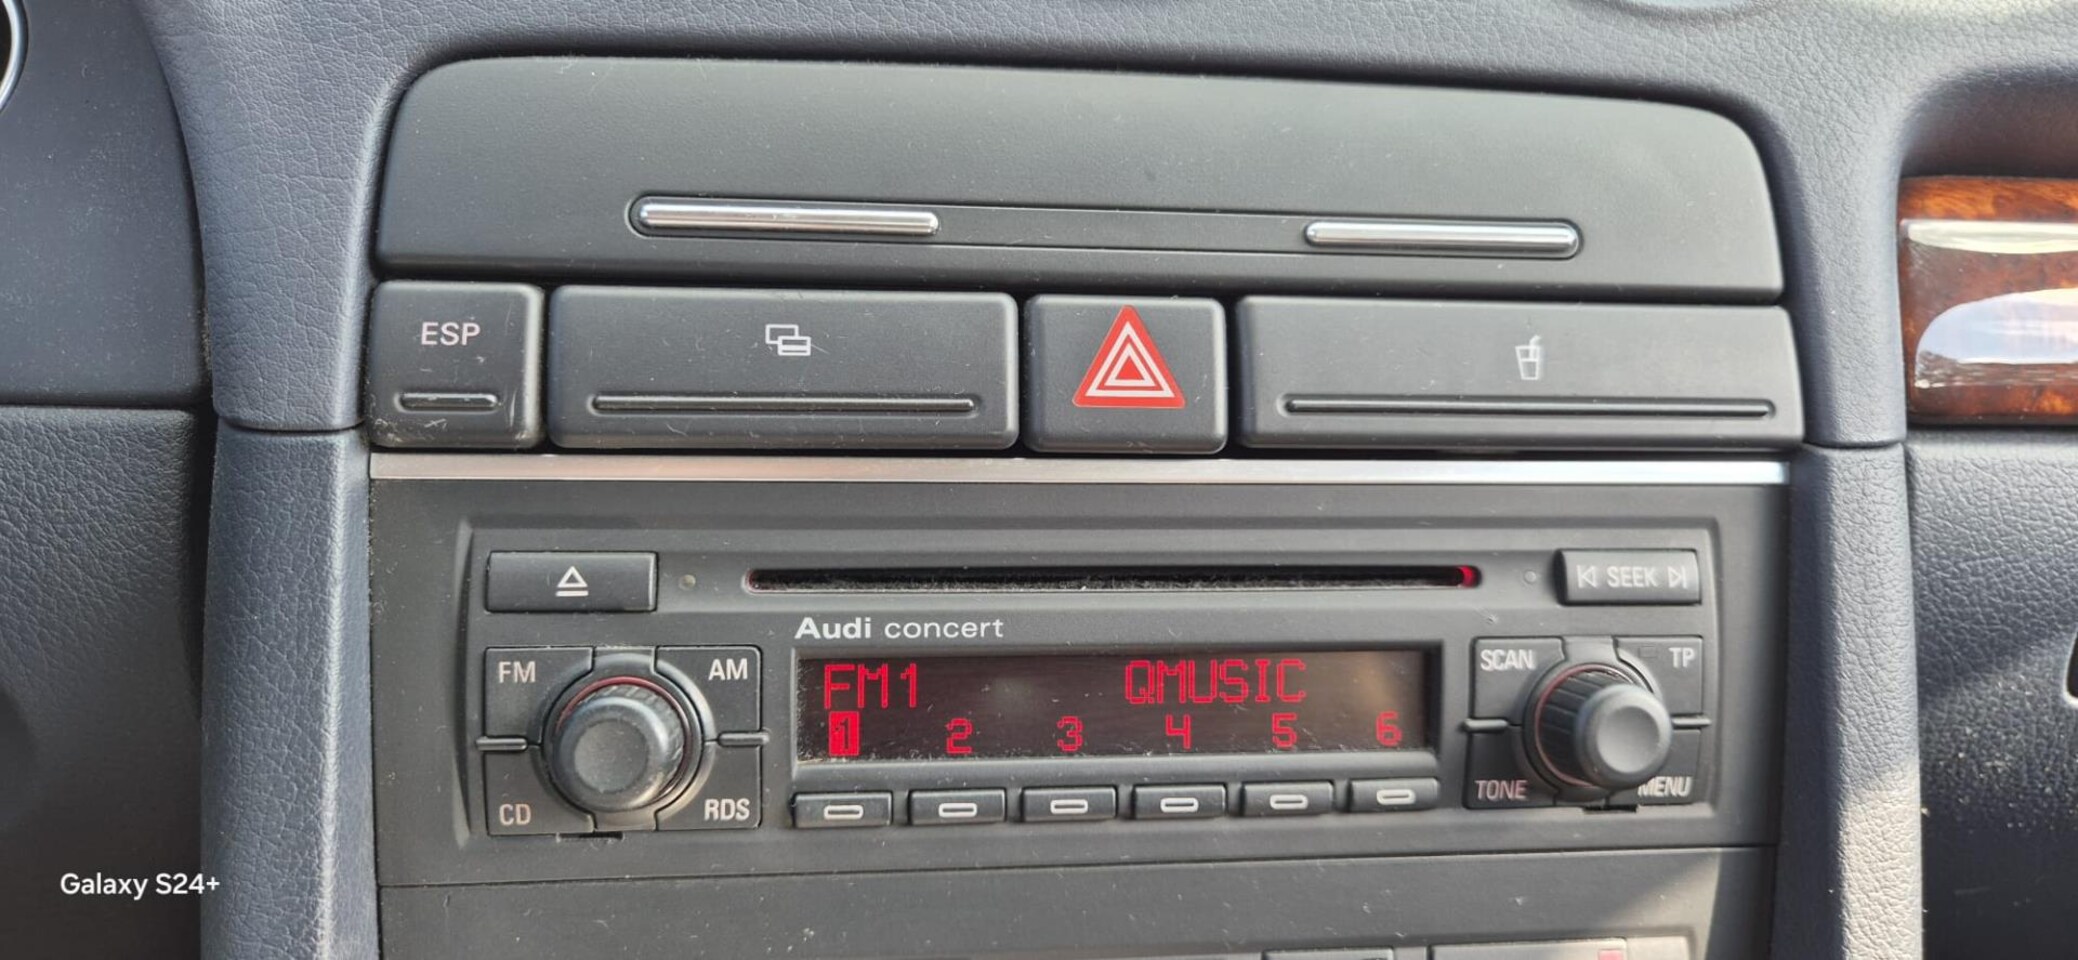 ESP
SEEK
Audi concert
FM
AM
FM1 QMUSIC
SCAN
TP
1 2 3 4 5 6
CD
RDS
TONE
MENU
Galaxy S24+